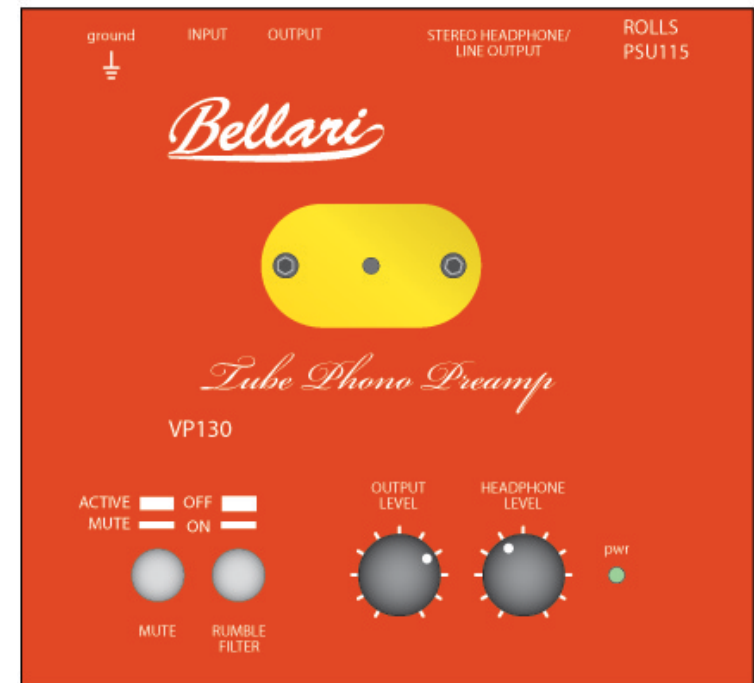 ground
INPUT
OUTPUT
STEREO HEADPHONE/
LINE OUTPUT
ROLLS
PSU115
Bellari
Tube Phono Preamp
VP130
ACTIVE
OFF
MUTE
ON
OUTPUT
LEVEL
HEADPHONE
LEVEL
pwr
MUTE
RUMBLE
FILTER